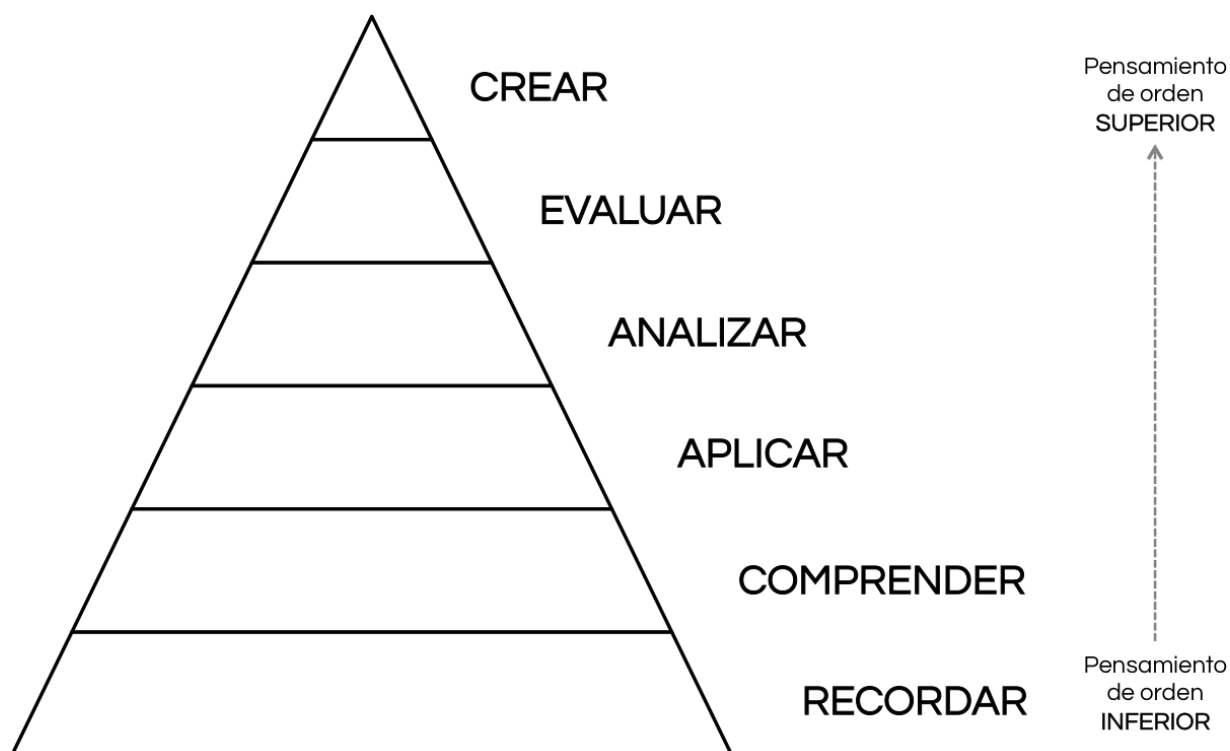 CREAR
EVALUAR
ANALIZAR
APLICAR
COMPRENDER
RECORDAR
Pensamiento
de orden
SUPERIOR
Pensamiento
de orden
INFERIOR